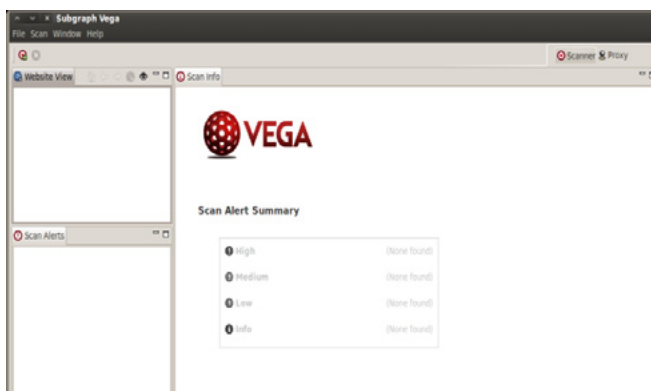 Subgraph Vega
File Scan Window Help
Scanner Proxy
Website View
Scan Info
VEGA
Scan Alert Summary
High (None found)
Medium (None found)
Low (None found)
Info (None found)
Scan Alerts